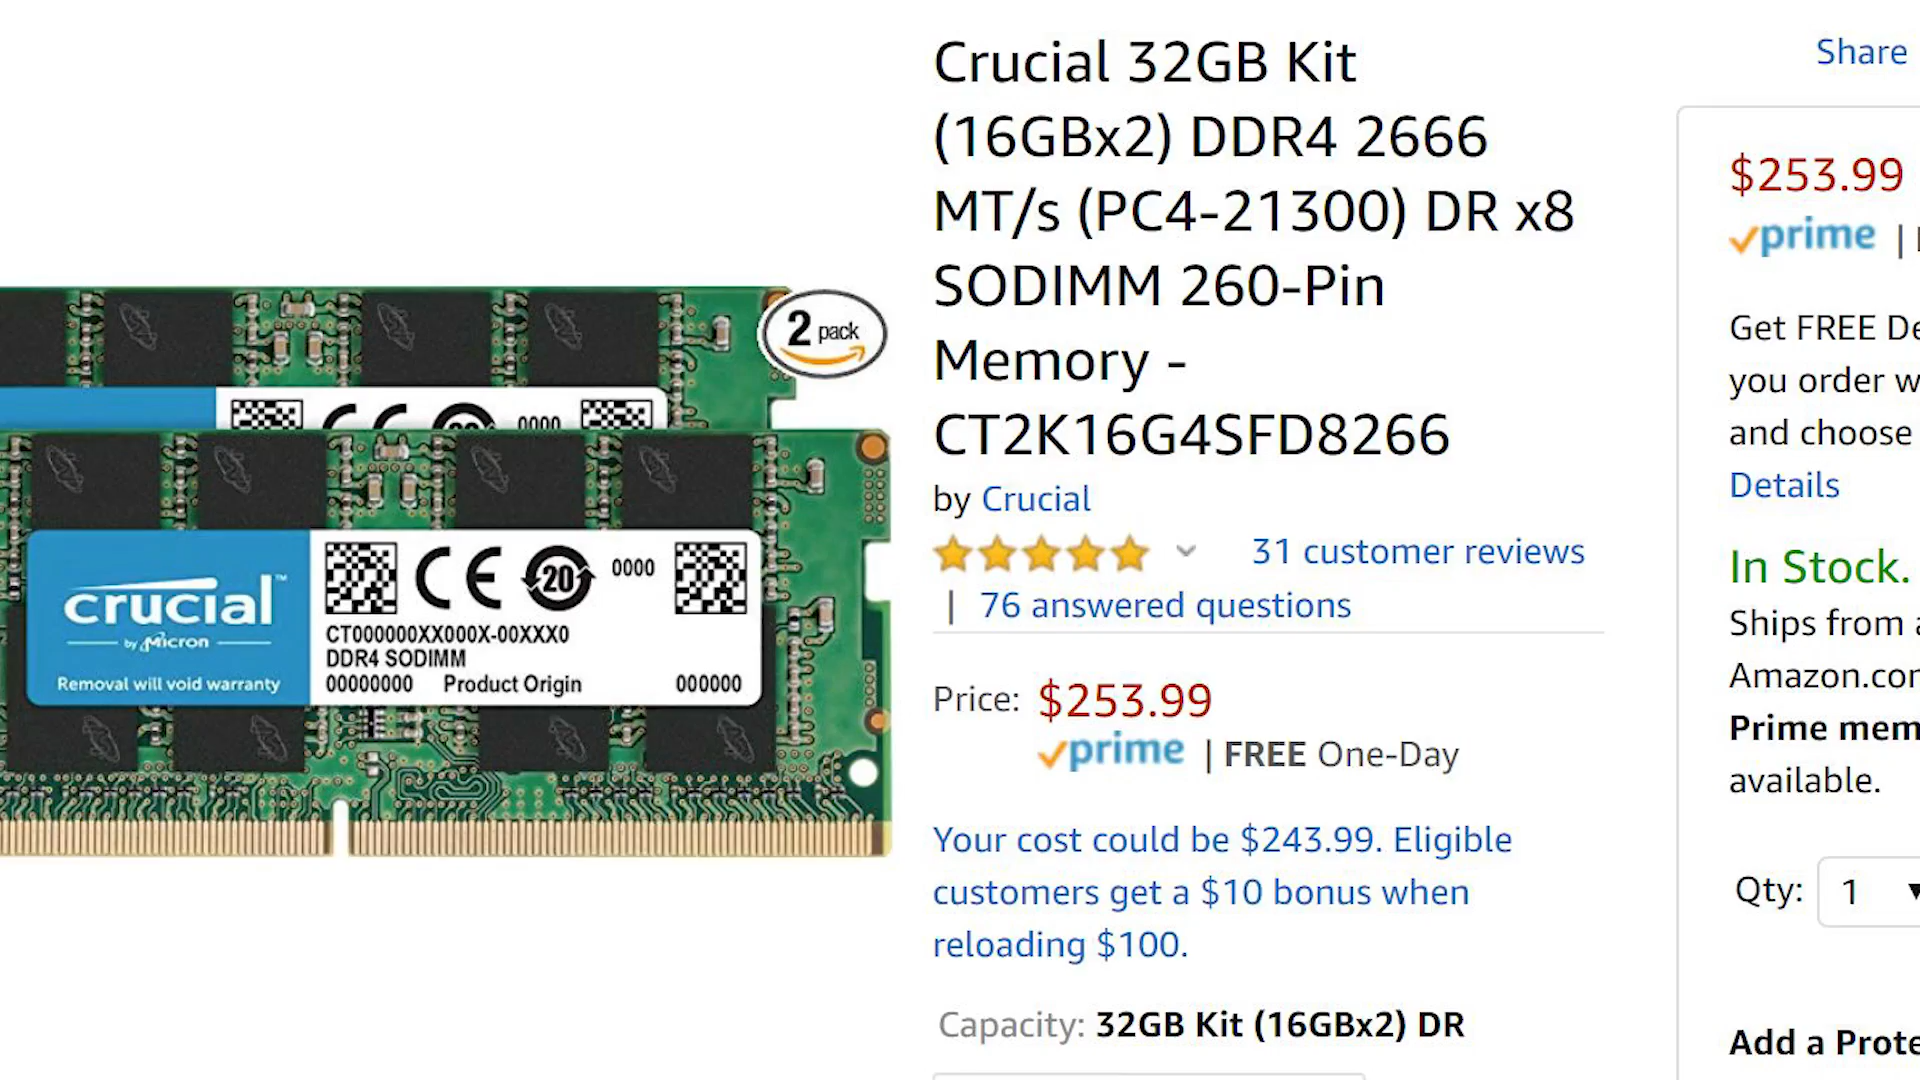 Crucial 32GB Kit
(16GBx2) DDR4 2666
MT/s (PC4-21300) DR x8
SODIMM 260-Pin
Memory -
CT2K16G4SFD8266
by Crucial
31 customer reviews
| 76 answered questions
Price: $253.99
prime | FREE One-Day
Your cost could be $243.99. Eligible
customers get a $10 bonus when
reloading $100.
Capacity: 32GB Kit (16GBx2) DR
2 pack
0000
crucial™
by Micron
Removal will void warranty
CE
20
0000
CT000000XX000X-00XXX0
DDR4 SODIMM
00000000 Product Origin 000000
Share
$253.99
prime |
Get FREE De
you order w
and choose
Details
In Stock.
Ships from a
Amazon.com
Prime mem
available.
Qty: 1
Add a Prote